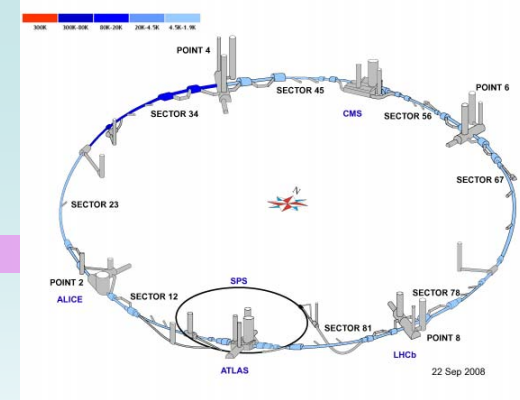 300K 300K-80K 80K-20K 20K-4.5K 4.5K-1.9K
POINT 4
SECTOR 45
POINT 6
SECTOR 34
CMS
SECTOR 56
SECTOR 67
N
SECTOR 23
POINT 2
SPS
SECTOR 78
ALICE
SECTOR 12
SECTOR 81
POINT 8
LHCb
ATLAS
22 Sep 2008